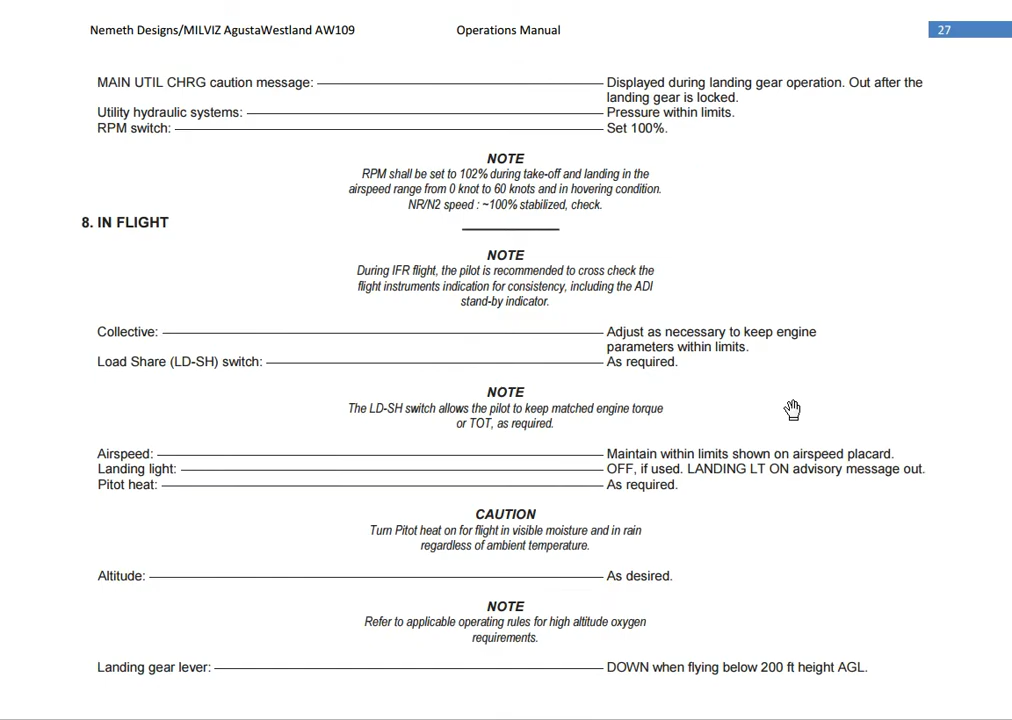 Nemeth Designs/MILVIZ AgustaWestland AW109 Operations Manual 27
MAIN UTIL CHRG caution message: Displayed during landing gear operation. Out after the
landing gear is locked.
Utility hydraulic systems: Pressure within limits.
RPM switch: Set 100%.
NOTE
RPM shall be set to 102% during take-off and landing in the
airspeed range from 0 knot to 60 knots and in hovering condition.
NR/N2 speed : ~100% stabilized, check.
8. IN FLIGHT
NOTE
During IFR flight, the pilot is recommended to cross check the
flight instruments indication for consistency, including the ADI
stand-by indicator.
Collective: Adjust as necessary to keep engine
parameters within limits.
Load Share (LD-SH) switch: As required.
NOTE
The LD-SH switch allows the pilot to keep matched engine torque
or TOT, as required.
Airspeed: Maintain within limits shown on airspeed placard.
Landing light: OFF, if used. LANDING LT ON advisory message out.
Pitot heat: As required.
CAUTION
Turn Pitot heat on for flight in visible moisture and in rain
regardless of ambient temperature.
Altitude: As desired.
NOTE
Refer to applicable operating rules for high altitude oxygen
requirements.
Landing gear lever: DOWN when flying below 200 ft height AGL.